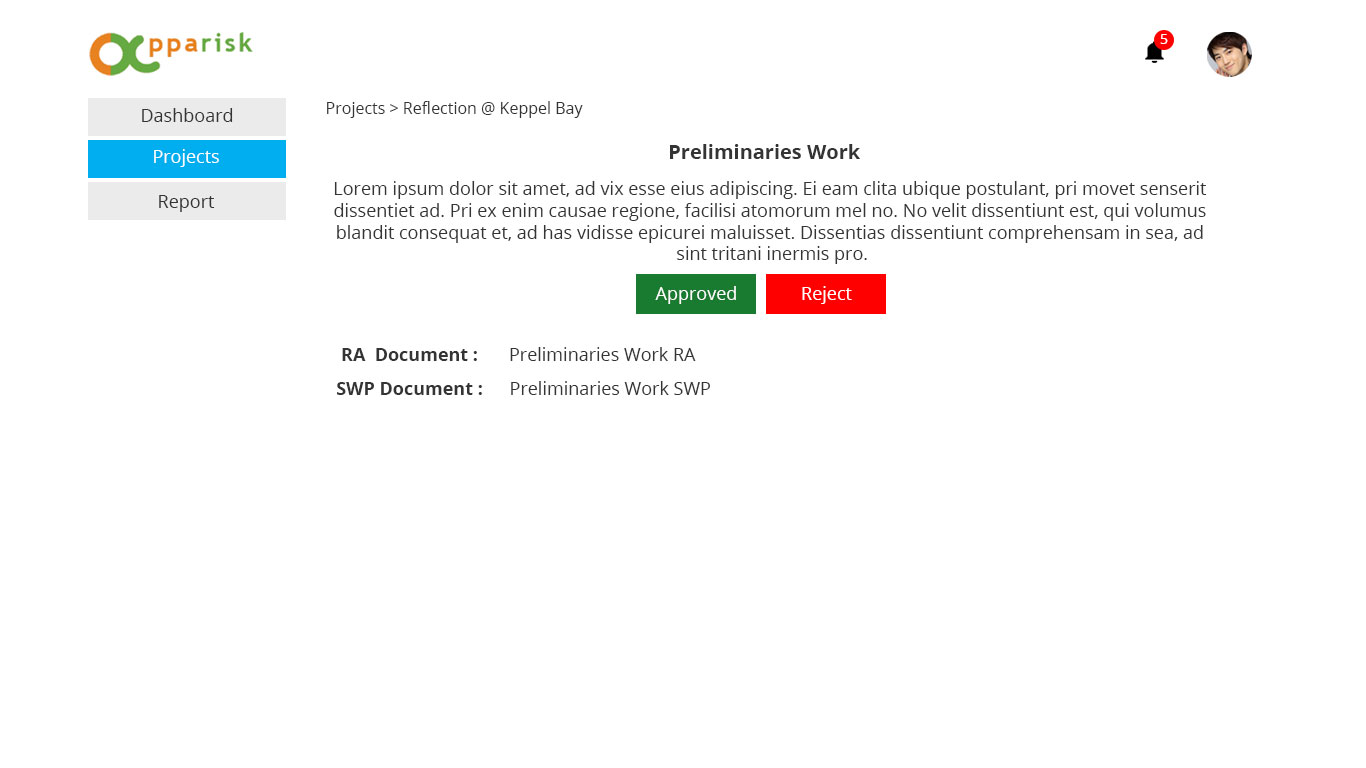 pparisk
5
Dashboard
Projects
Report
Projects > Reflection @ Keppel Bay
Preliminaries Work
Lorem ipsum dolor sit amet, ad vix esse eius adipiscing. Ei eam clita ubique postulant, pri movet senserit
dissentiet ad. Pri ex enim causae regione, facilisi atomorum mel no. No velit dissentiunt est, qui volumus
blandit consequat et, ad has vidisse epicurei maluisset. Dissentias dissentiunt comprehensam in sea, ad
sint tritani inermis pro.
Approved Reject
RA Document : Preliminaries Work RA
SWP Document : Preliminaries Work SWP